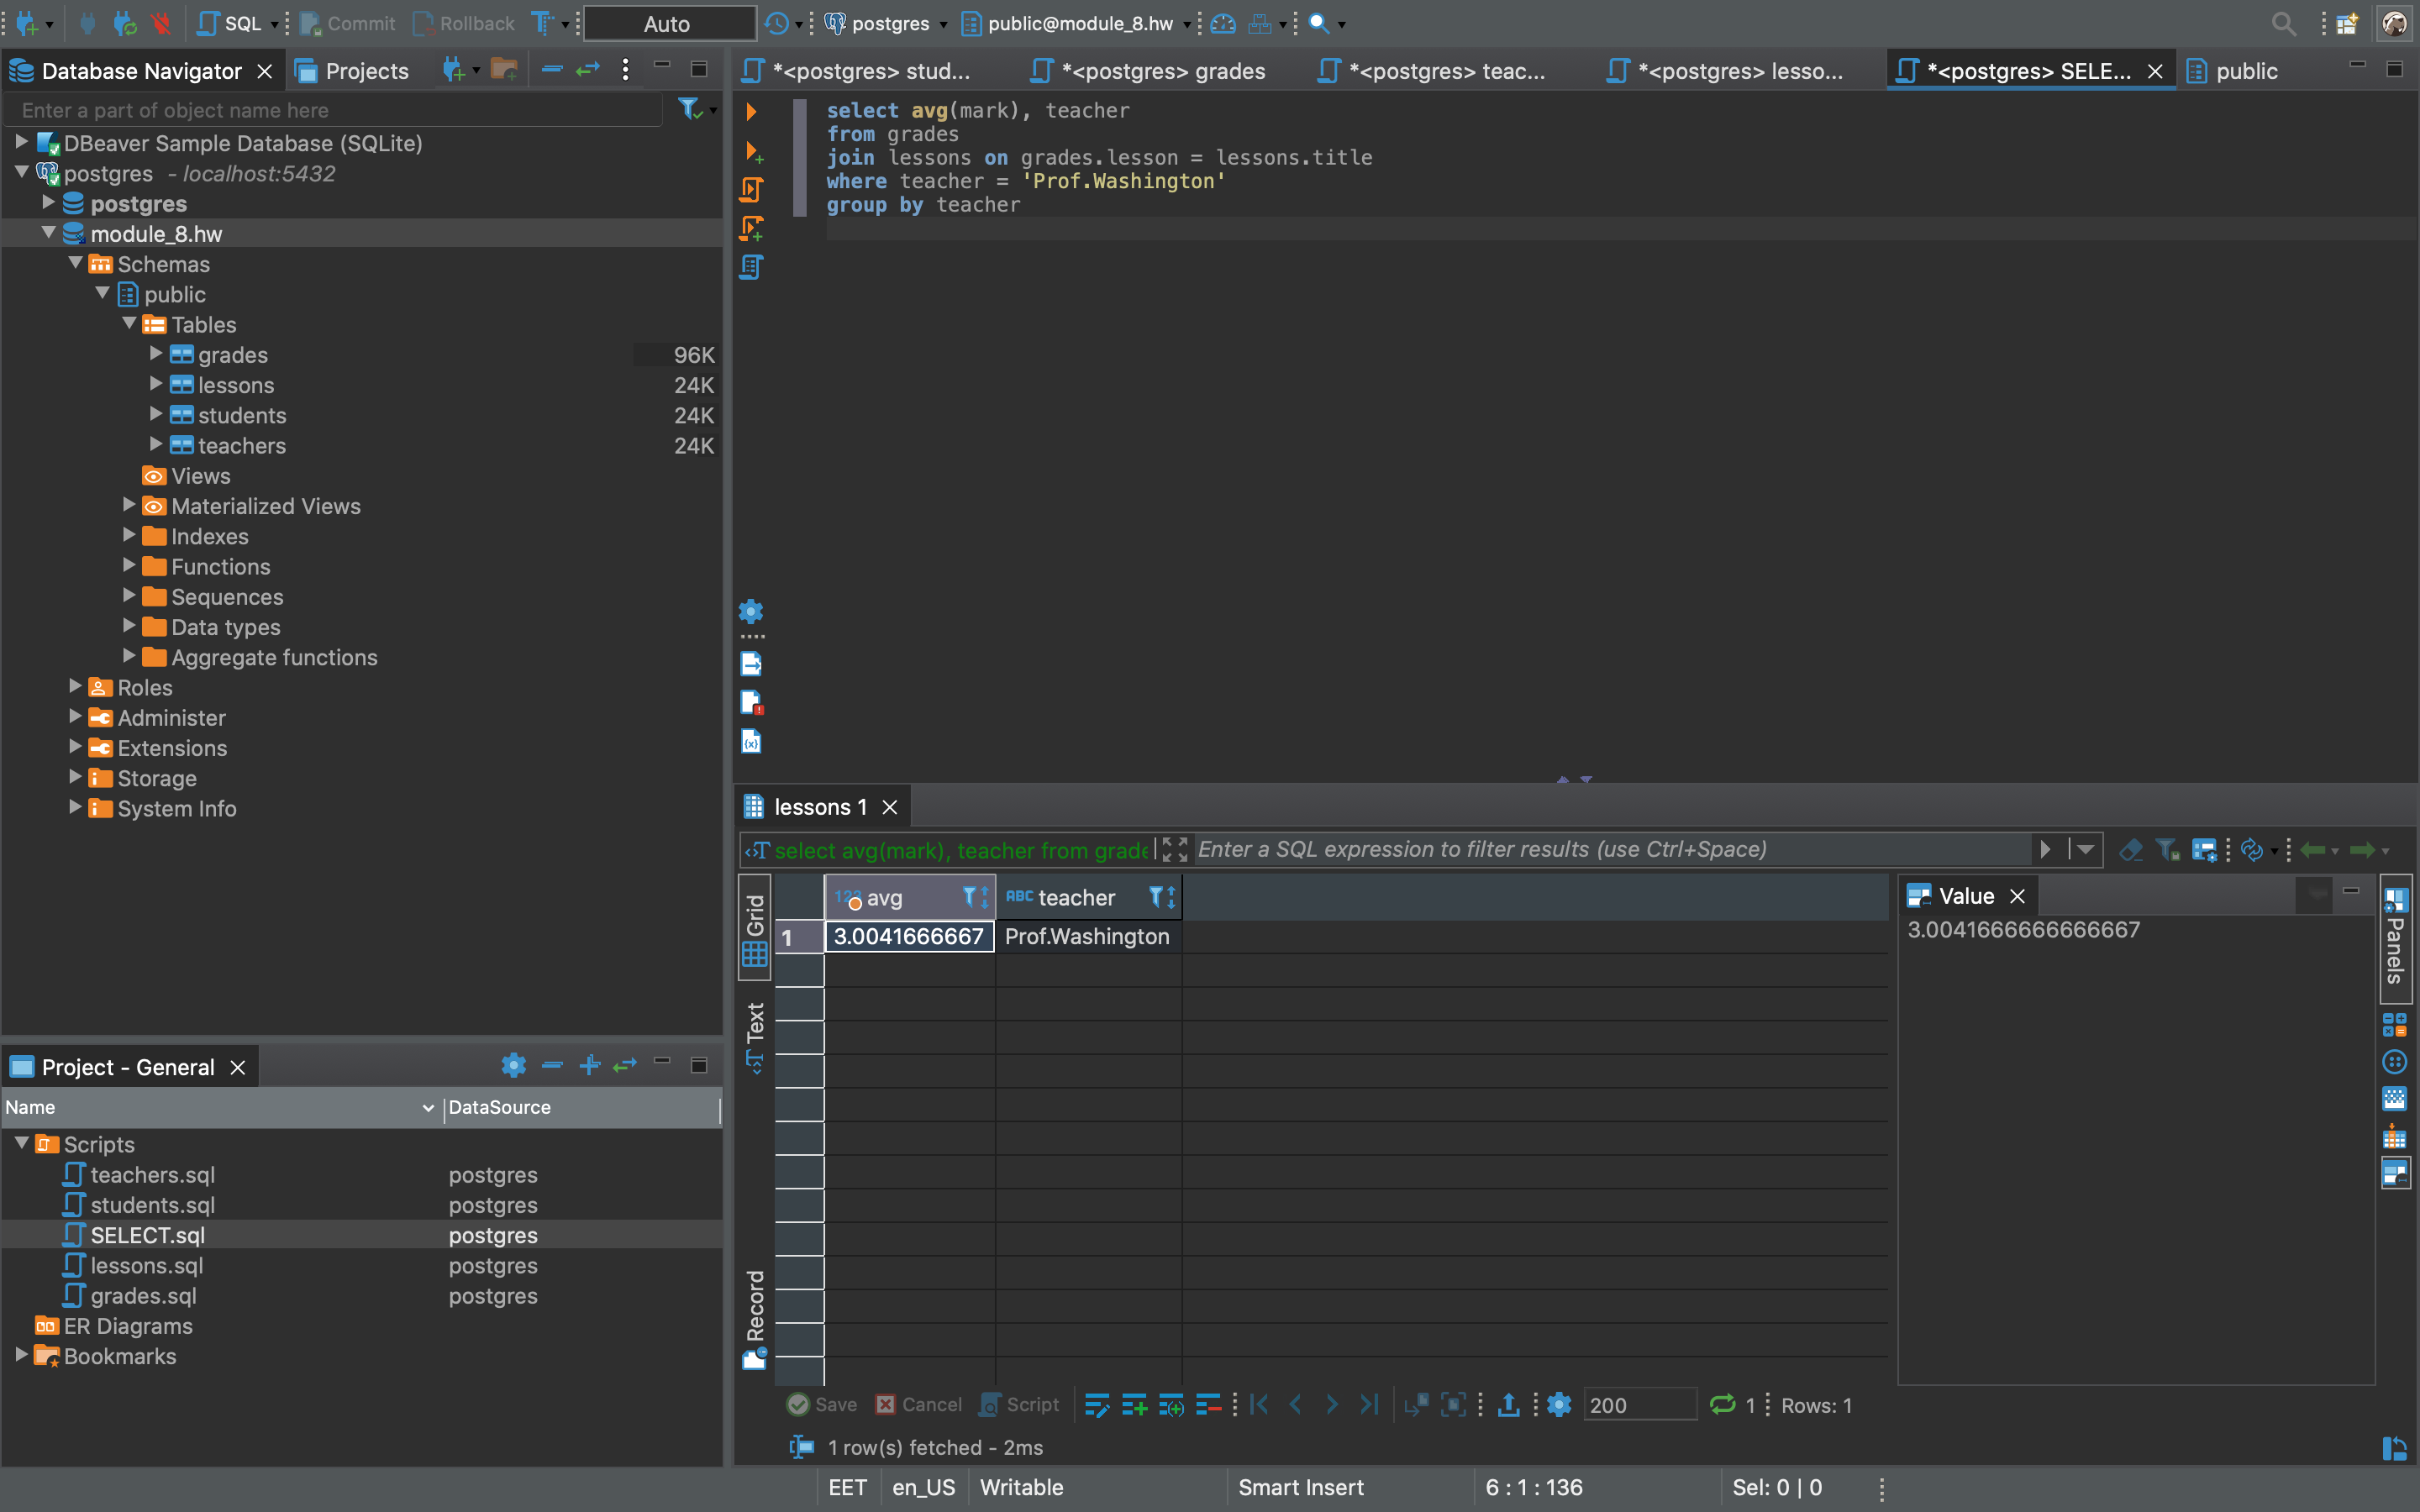 SQL Commit Rollback Auto postgres public@module_8.hw
Database Navigator Projects
Enter a part of object name here
DBeaver Sample Database (SQLite)
postgres - localhost:5432
postgres
module_8.hw
Schemas
public
Tables
grades 96K
lessons 24K
students 24K
teachers 24K
Views
Materialized Views
Indexes
Functions
Sequences
Data types
Aggregate functions
Roles
Administer
Extensions
Storage
System Info
Project - General
Name DataSource
Scripts
teachers.sql postgres
students.sql postgres
SELECT.sql postgres
lessons.sql postgres
grades.sql postgres
ER Diagrams
Bookmarks
*<postgres> stud... *<postgres> grades *<postgres> teac... *<postgres> lesso... *<postgres> SELE... public
select avg(mark), teacher
from grades
join lessons on grades.lesson = lessons.title
where teacher = 'Prof.Washington'
group by teacher
lessons 1
select avg(mark), teacher from grade Enter a SQL expression to filter results (use Ctrl+Space)
Grid
Text
Record
123 avg ABC teacher
1 3.0041666667 Prof.Washington
Value
3.0041666666666667
Panels
Save Cancel Script 200 1 Rows: 1
1 row(s) fetched - 2ms
EET en_US Writable Smart Insert 6 : 1 : 136 Sel: 0 | 0